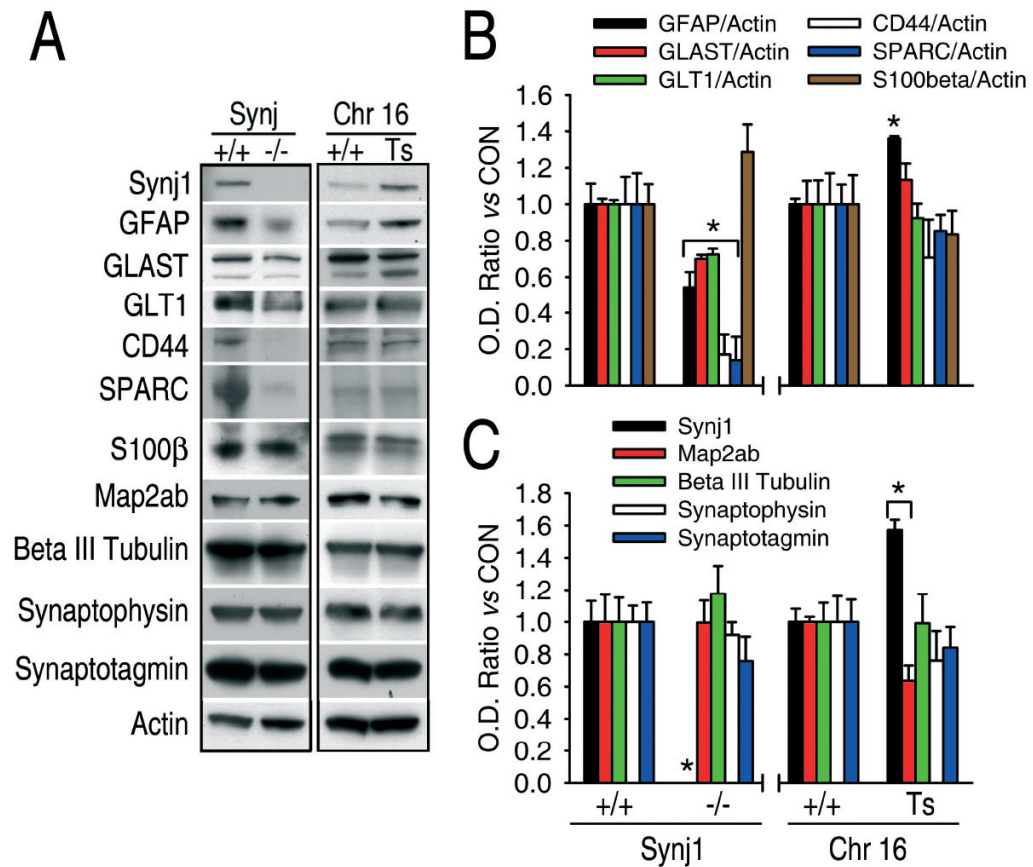 A
Synj Chr 16
+/+ -/- +/+ Ts
Synj1
GFAP
GLAST
GLT1
CD44
SPARC
S100β
Map2ab
Beta III Tubulin
Synaptophysin
Synaptotagmin
Actin
B
GFAP/Actin CD44/Actin
GLAST/Actin SPARC/Actin
GLT1/Actin S100beta/Actin
O.D. Ratio vs CON
1.6
1.4
1.2
1.0
0.8
0.6
0.4
0.2
0.0
*
*
C
Synj1
Map2ab
Beta III Tubulin
Synaptophysin
Synaptotagmin
O.D. Ratio vs CON
1.8
1.6
1.4
1.2
1.0
0.8
0.6
0.4
0.2
0.0
*
*
+/+ -/- +/+ Ts
Synj1 Chr 16